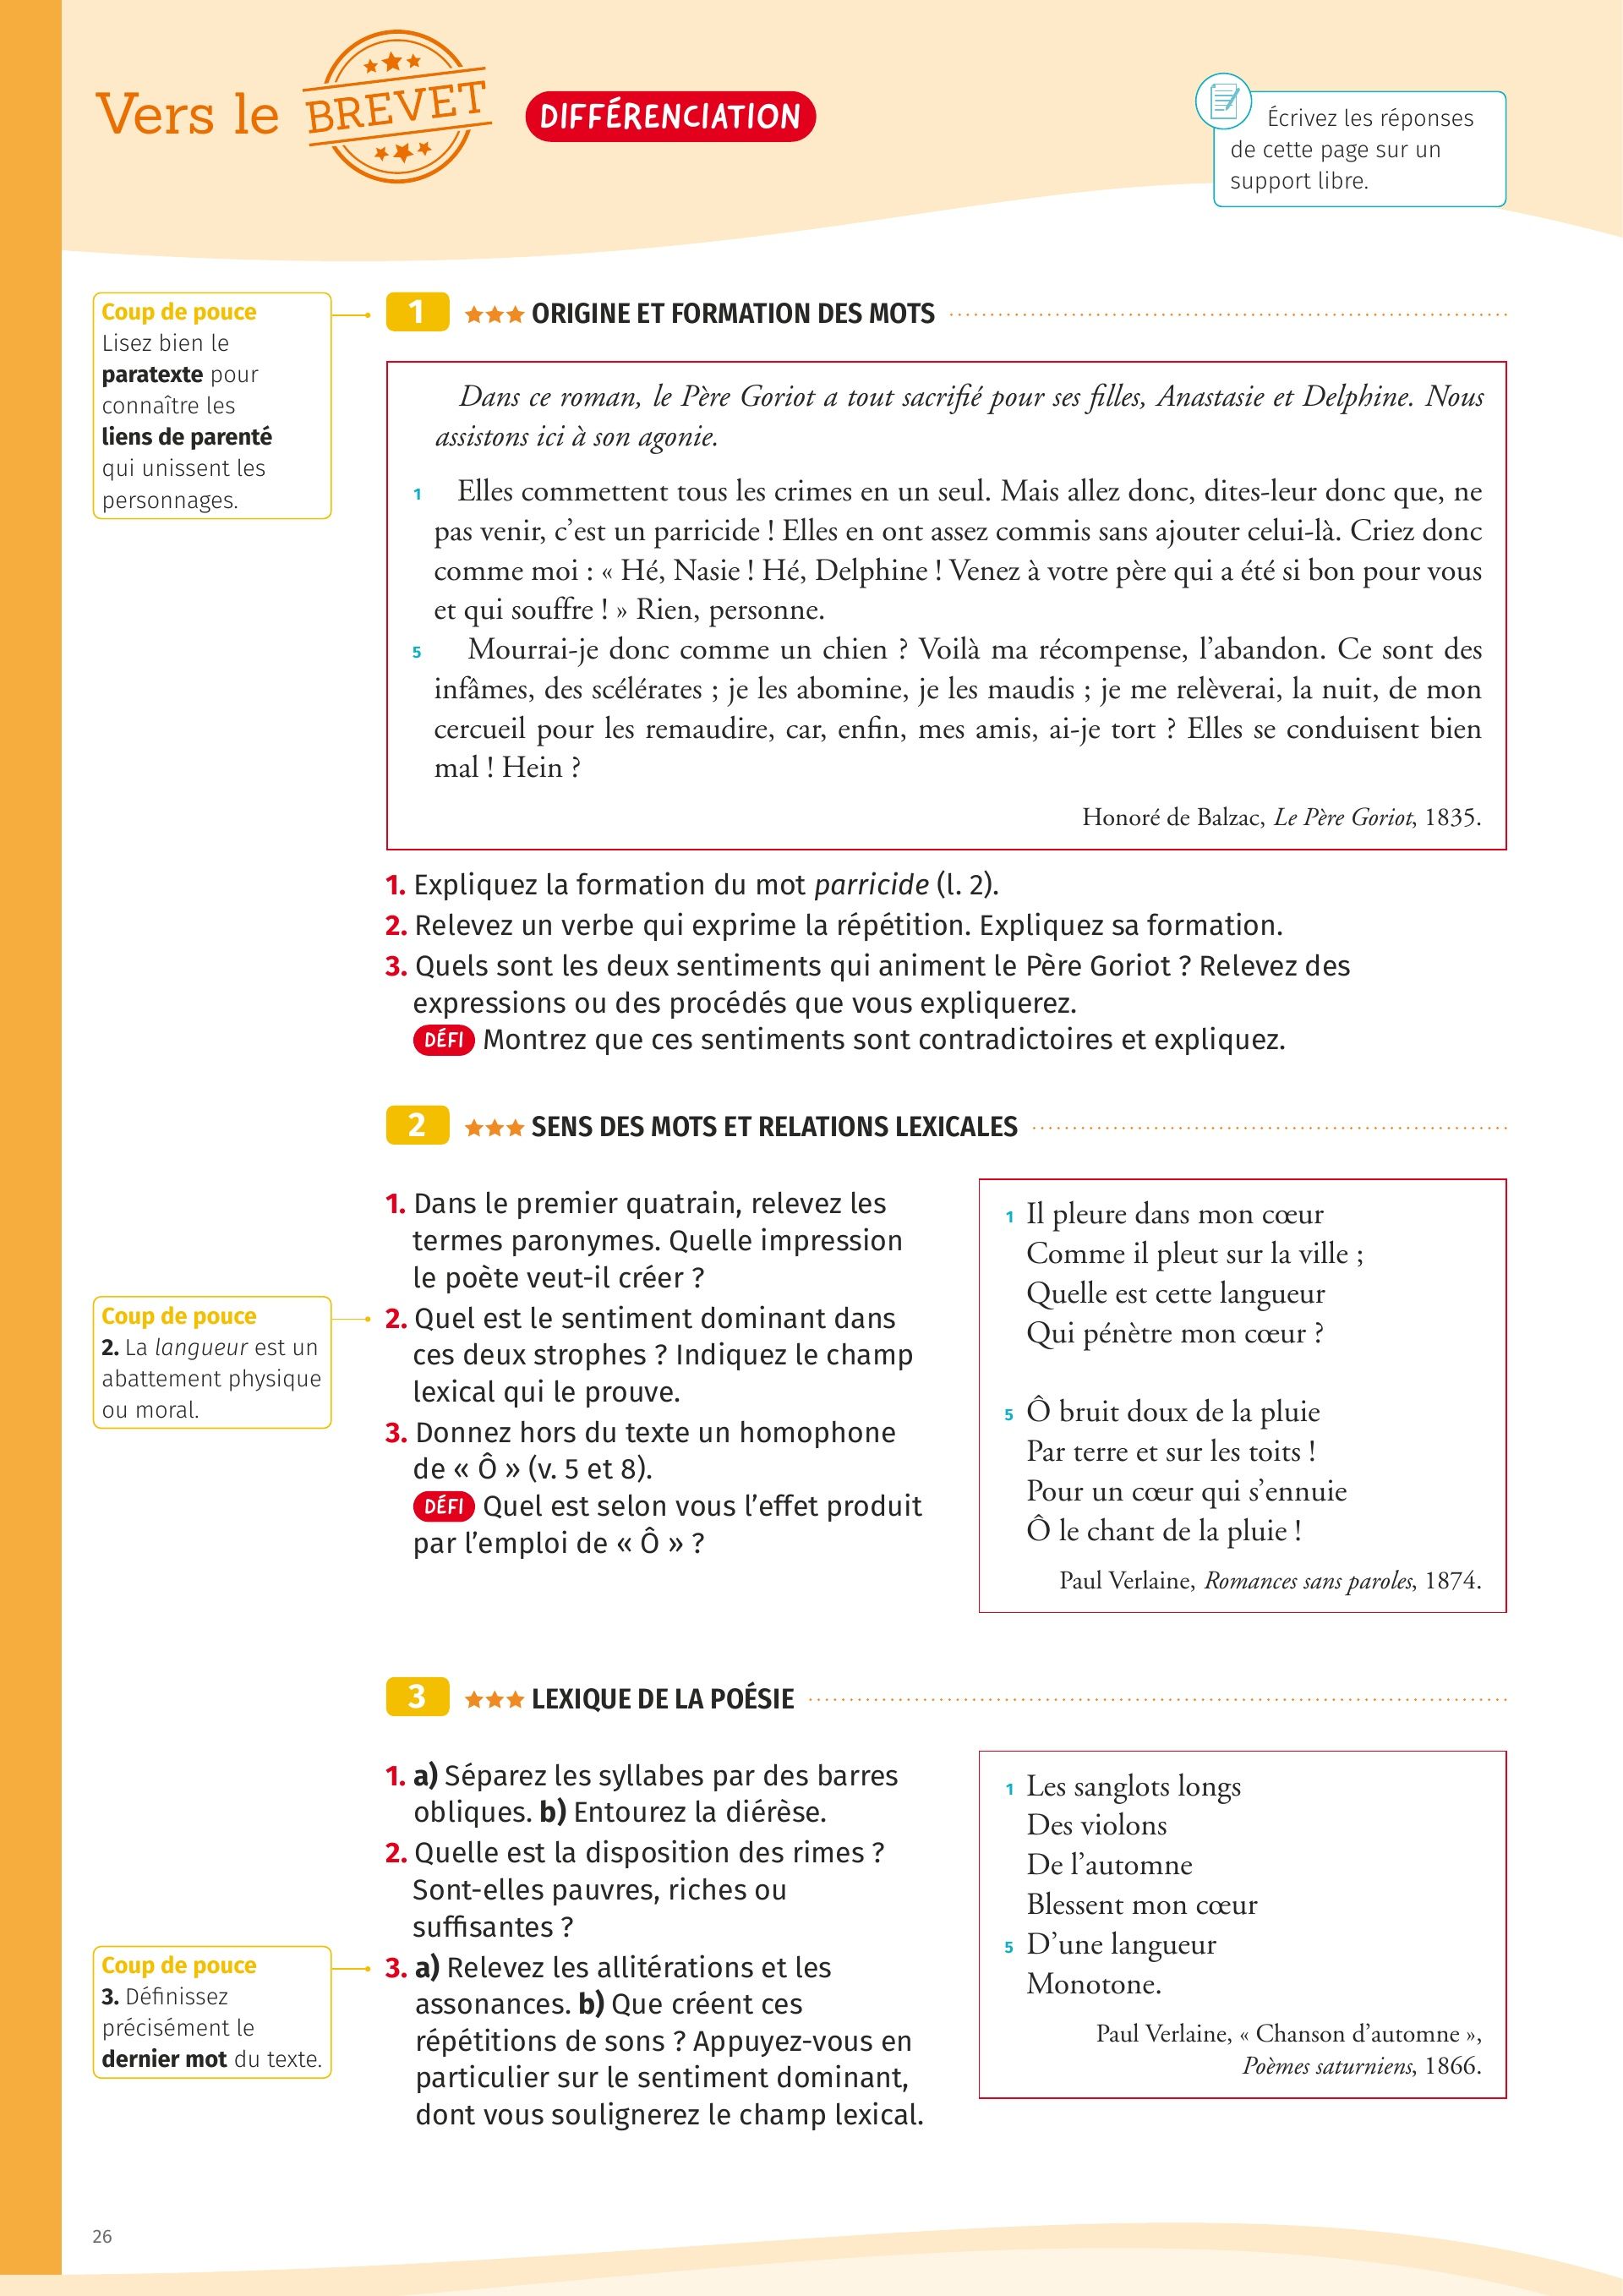 Vers le BREVET
DIFFÉRENCIATION
Écrivez les réponses
de cette page sur un
support libre.
Coup de pouce
Lisez bien le
paratexte pour
connaître les
liens de parenté
qui unissent les
personnages.
1 ORIGINE ET FORMATION DES MOTS
Dans ce roman, le Père Goriot a tout sacrifié pour ses filles, Anastasie et Delphine. Nous
assistons ici à son agonie.
1 Elles commettent tous les crimes en un seul. Mais allez donc, dites-leur donc que, ne
pas venir, c’est un parricide ! Elles en ont assez commis sans ajouter celui-là. Criez donc
comme moi : « Hé, Nasie ! Hé, Delphine ! Venez à votre père qui a été si bon pour vous
et qui souffre ! » Rien, personne.
5 Mourrai-je donc comme un chien ? Voilà ma récompense, l’abandon. Ce sont des
infâmes, des scélérates ; je les abomine, je les maudis ; je me relèverai, la nuit, de mon
cercueil pour les remaudire, car, enfin, mes amis, ai-je tort ? Elles se conduisent bien
mal ! Hein ?
Honoré de Balzac, Le Père Goriot, 1835.
1. Expliquez la formation du mot parricide (l. 2).
2. Relevez un verbe qui exprime la répétition. Expliquez sa formation.
3. Quels sont les deux sentiments qui animent le Père Goriot ? Relevez des
expressions ou des procédés que vous expliquerez.
DÉFI Montrez que ces sentiments sont contradictoires et expliquez.
2 SENS DES MOTS ET RELATIONS LEXICALES
1. Dans le premier quatrain, relevez les
termes paronymes. Quelle impression
le poète veut-il créer ?
Coup de pouce
2. La langueur est un
abattement physique
ou moral.
2. Quel est le sentiment dominant dans
ces deux strophes ? Indiquez le champ
lexical qui le prouve.
3. Donnez hors du texte un homophone
de « Ô » (v. 5 et 8).
DÉFI Quel est selon vous l’effet produit
par l’emploi de « Ô » ?
1 Il pleure dans mon cœur
Comme il pleut sur la ville ;
Quelle est cette langueur
Qui pénètre mon cœur ?
5 Ô bruit doux de la pluie
Par terre et sur les toits !
Pour un cœur qui s’ennuie
Ô le chant de la pluie !
Paul Verlaine, Romances sans paroles, 1874.
3 LEXIQUE DE LA POÉSIE
1. a) Séparez les syllabes par des barres
obliques. b) Entourez la diérèse.
2. Quelle est la disposition des rimes ?
Sont-elles pauvres, riches ou
suffisantes ?
Coup de pouce
3. Définissez
précisément le
dernier mot du texte.
3. a) Relevez les allitérations et les
assonances. b) Que créent ces
répétitions de sons ? Appuyez-vous en
particulier sur le sentiment dominant,
dont vous soulignerez le champ lexical.
1 Les sanglots longs
Des violons
De l’automne
Blessent mon cœur
5 D’une langueur
Monotone.
Paul Verlaine, « Chanson d’automne »,
Poèmes saturniens, 1866.
26